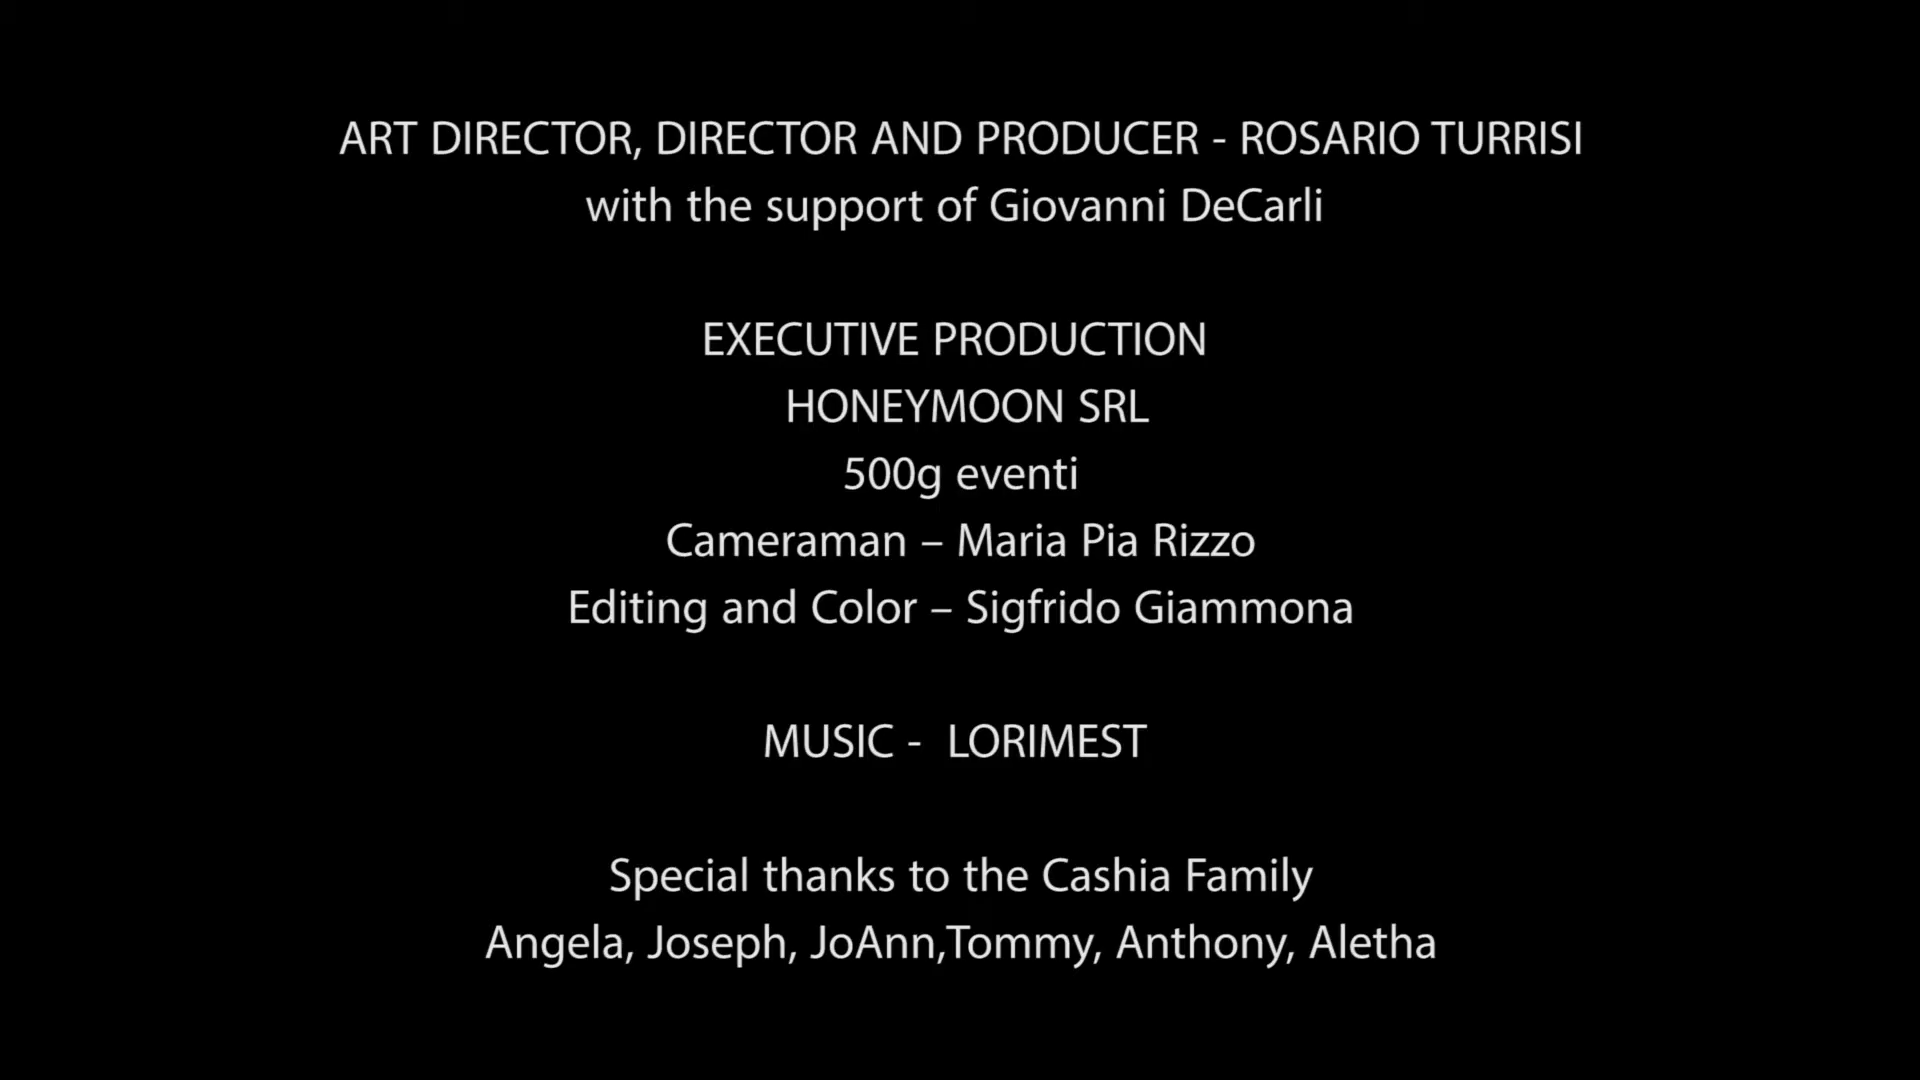 ART DIRECTOR, DIRECTOR AND PRODUCER - ROSARIO TURRISI
with the support of Giovanni DeCarli
EXECUTIVE PRODUCTION
HONEYMOON SRL
500g eventi
Cameraman – Maria Pia Rizzo
Editing and Color – Sigfrido Giammona
MUSIC -  LORIMEST
Special thanks to the Cashia Family
Angela, Joseph, JoAnn,Tommy, Anthony, Aletha